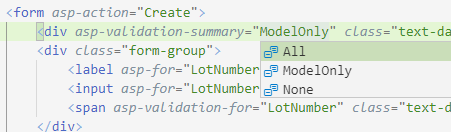 <form asp-action="Create">
<div asp-validation-summary="ModelOnly" class="text-da
<div class="form-group"> All
<label asp-for="LotNumber ModelOnly
<input asp-for="LotNumber None
<span asp-validation-for="LotNumber" class="text-d
</div>